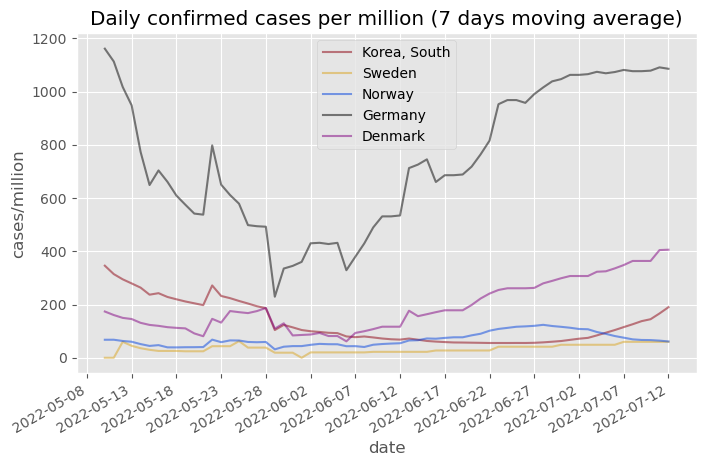 Daily confirmed cases per million (7 days moving average)
1200
1000
800
600
400
200
0
cases/million
Korea, South
Sweden
Norway
Germany
Denmark
2022-05-08
2022-05-13
2022-05-18
2022-05-23
2022-05-28
2022-06-02
2022-06-07
2022-06-12
2022-06-17
2022-06-22
2022-06-27
2022-07-02
2022-07-07
2022-07-12
date